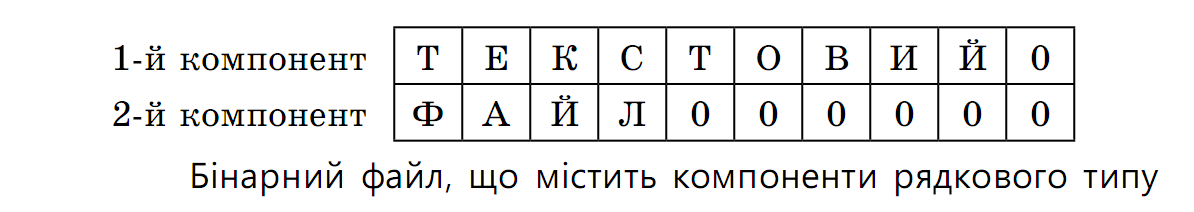 1-й компонент Т Е К С Т О В И Й 0
2-й компонент Ф А Й Л 0 0 0 0 0 0
Бінарний файл, що містить компоненти рядкового типу